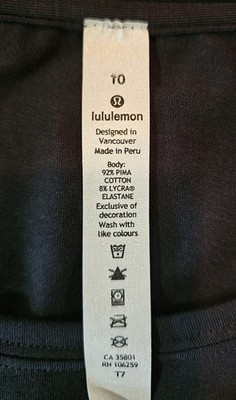 10
lululemon
Designed in
Vancouver
Made in Peru
Body:
92% PIMA
COTTON
8% LYCRA®
ELASTANE
Exclusive of
decoration
Wash with
like colours
CA 35801
RN 106259
T7